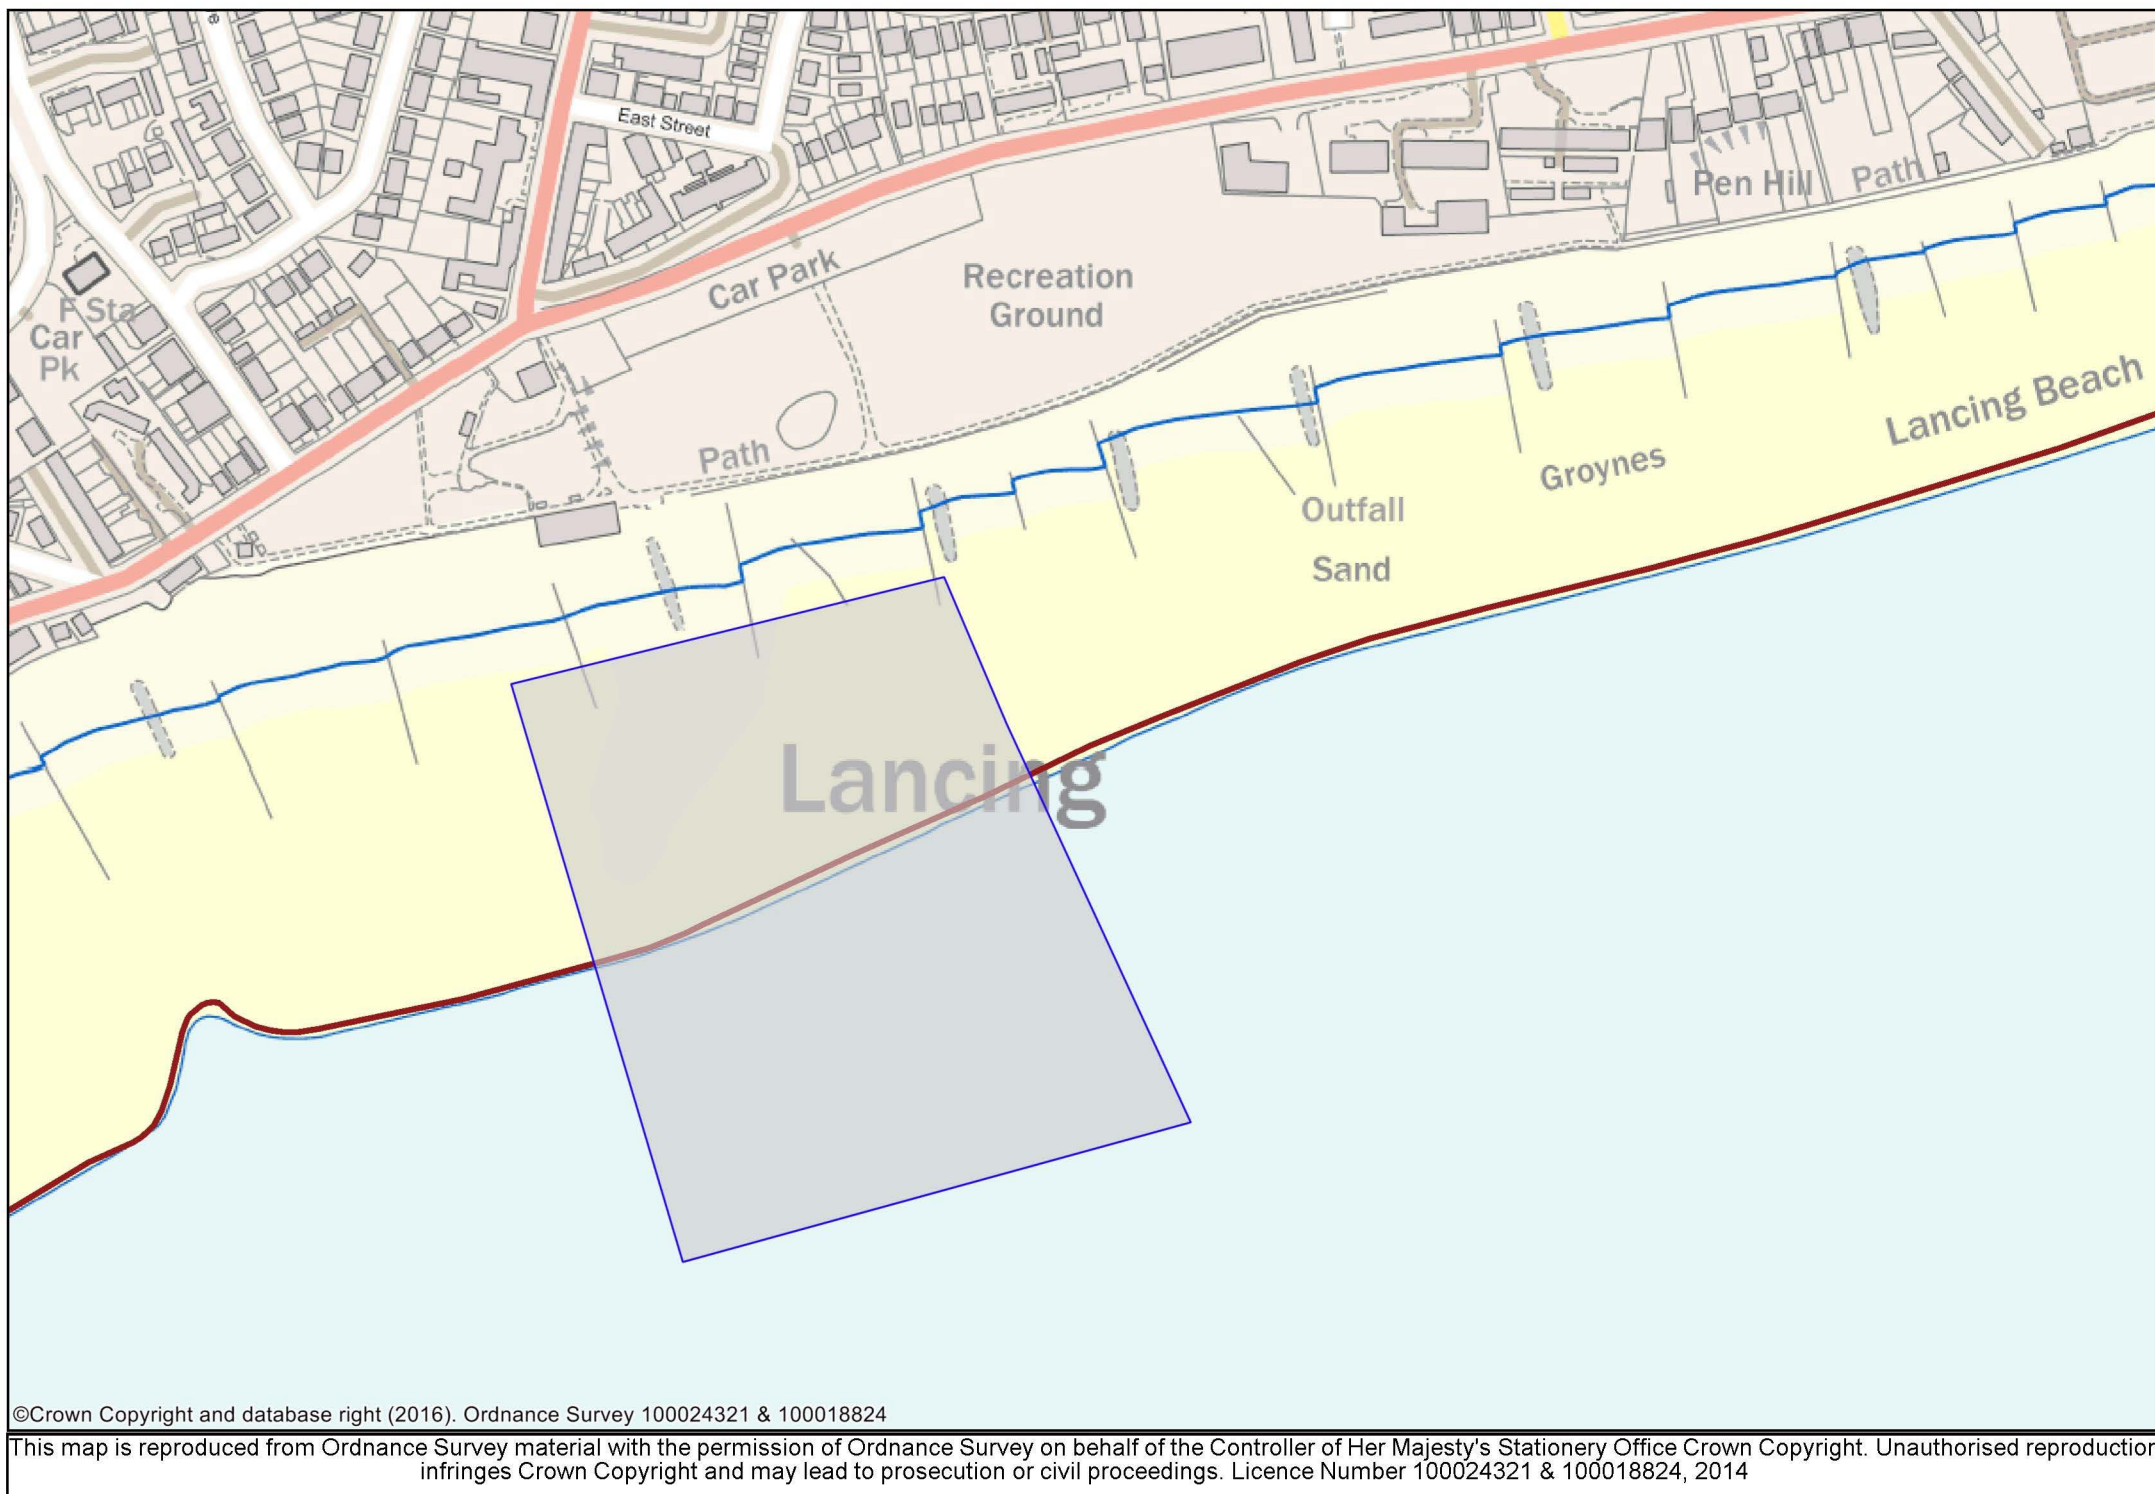 East Street
Pen Hill
Path
Car Park
Recreation
Ground
F Sta
Car
Pk
Lancing Beach
Path
Groynes
Outfall
Sand
Lancing
©Crown Copyright and database right (2016). Ordnance Survey 100024321 & 100018824
This map is reproduced from Ordnance Survey material with the permission of Ordnance Survey on behalf of the Controller of Her Majesty's Stationery Office Crown Copyright. Unauthorised reproduction
infringes Crown Copyright and may lead to prosecution or civil proceedings. Licence Number 100024321 & 100018824, 2014